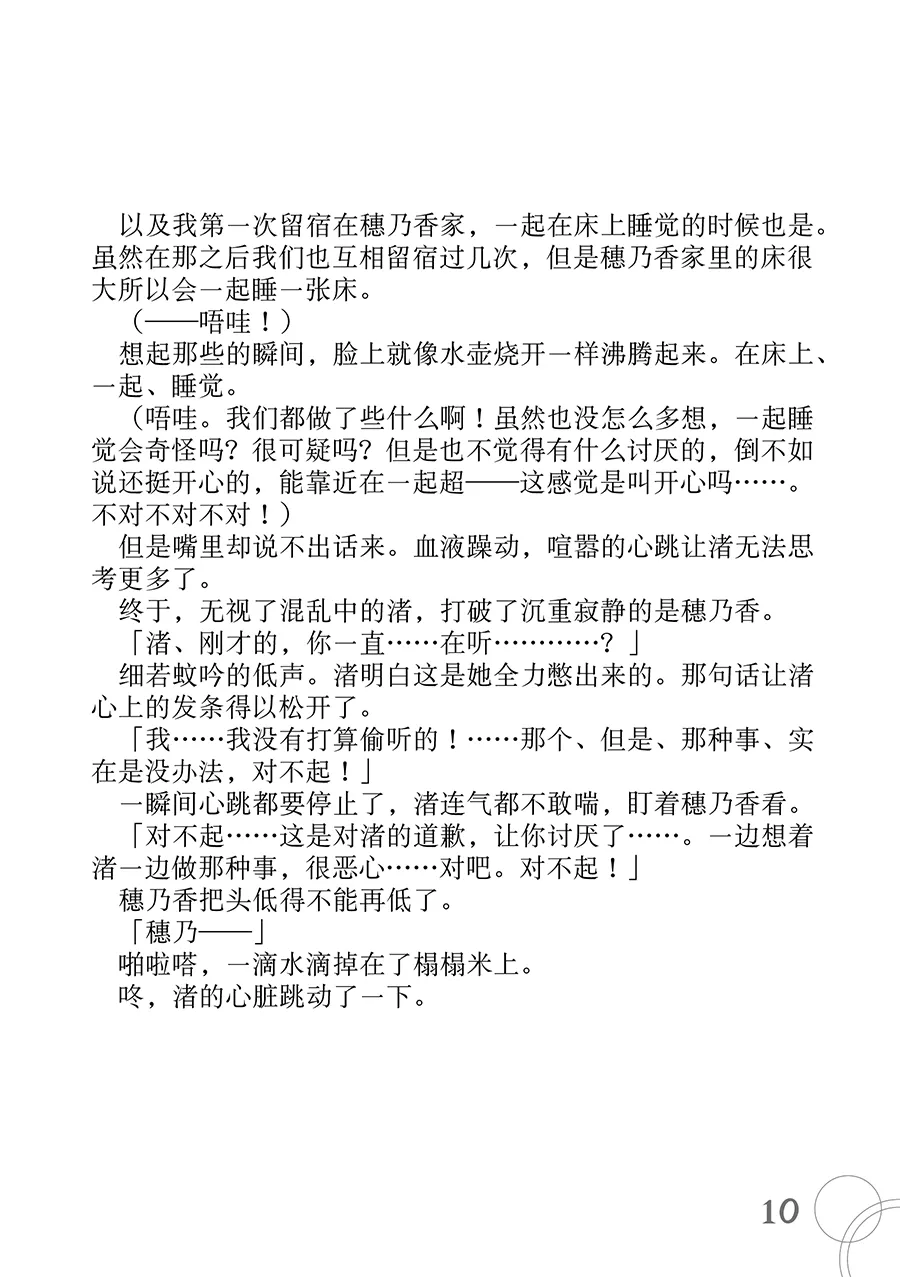 以及我第一次留宿在穗乃香家，一起在床上睡觉的时候也是。
虽然在那之后我们也互相留宿过几次，但是穗乃香家里的床很
大所以会一起睡一张床。
（——唔哇！）
想起那些的瞬间，脸上就像水壶烧开一样沸腾起来。在床上、
一起、睡觉。
（唔哇。我们都做了些什么啊！虽然也没怎么多想，一起睡
觉会奇怪吗？很可疑吗？但是也不觉得有什么讨厌的，倒不如
说还挺开心的，能靠近在一起超——这感觉是叫开心吗……。
不对不对不对！）
但是嘴里却说不出话来。血液躁动，喧嚣的心跳让渚无法思
考更多了。
终于，无视了混乱中的渚，打破了沉重寂静的是穗乃香。
「渚、刚才的，你一直……在听…………？」
细若蚊吟的低声。渚明白这是她全力憋出来的。那句话让渚
心上的发条得以松开了。
「我……我没有打算偷听的！……那个、但是、那种事、实
在是没办法，对不起！」
一瞬间心跳都要停止了，渚连气都不敢喘，盯着穗乃香看。
「对不起……这是对渚的道歉，让你讨厌了……。一边想着
渚一边做那种事，很恶心……对吧。对不起！」
穗乃香把头低得不能再低了。
「穗乃——」
啪啦嗒，一滴水滴掉在了榻榻米上。
咚，渚的心脏跳动了一下。
10